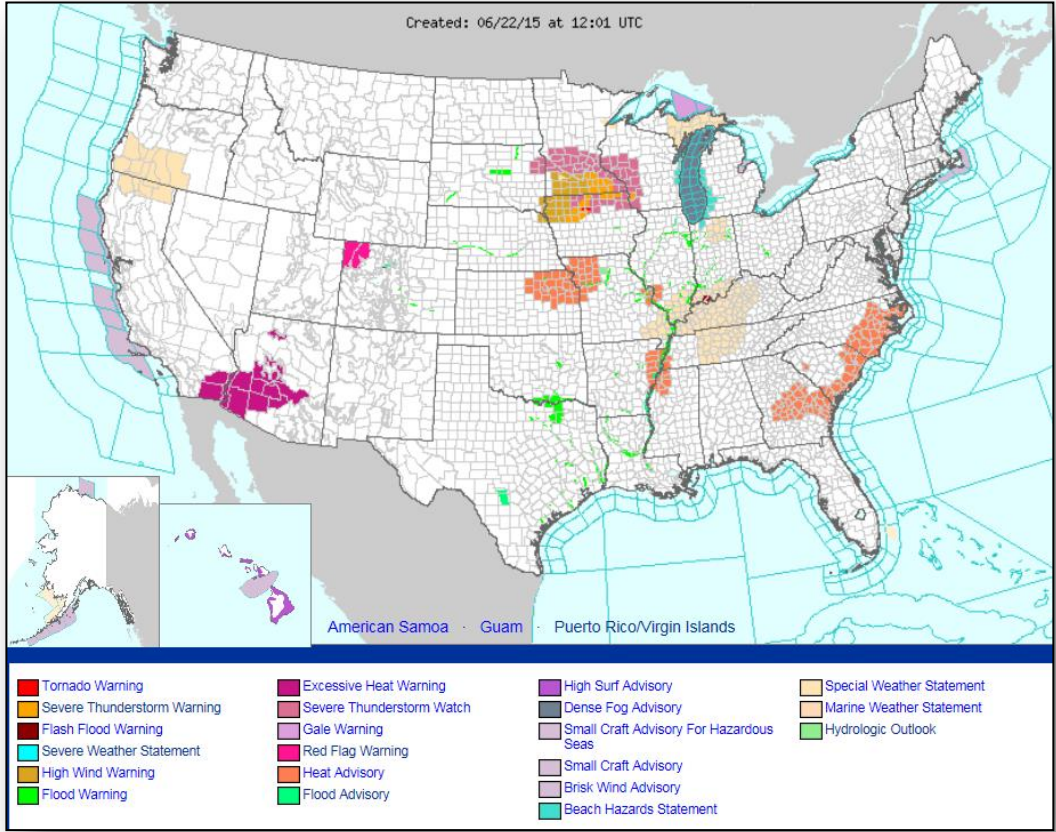 Created: 06/22/15 at 12:01 UTC
American Samoa · Guam · Puerto Rico/Virgin Islands
Tornado Warning
Severe Thunderstorm Warning
Flash Flood Warning
Severe Weather Statement
High Wind Warning
Flood Warning
Excessive Heat Warning
Severe Thunderstorm Watch
Gale Warning
Red Flag Warning
Heat Advisory
Flood Advisory
High Surf Advisory
Dense Fog Advisory
Small Craft Advisory For Hazardous
Seas
Small Craft Advisory
Brisk Wind Advisory
Beach Hazards Statement
Special Weather Statement
Marine Weather Statement
Hydrologic Outlook